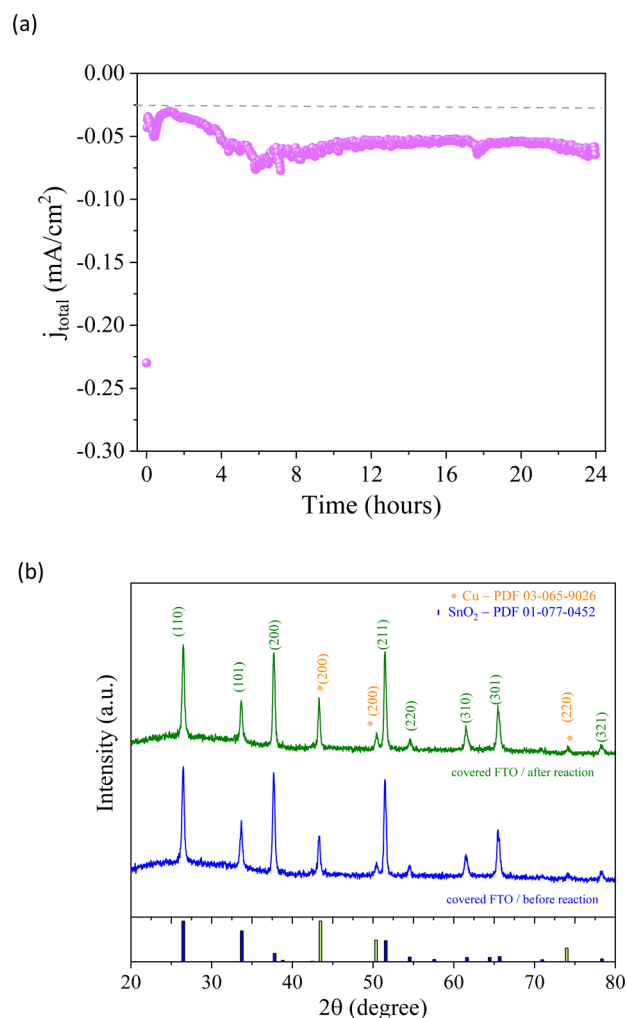 (a)
0.00
-0.05
-0.10
-0.15
-0.20
-0.25
-0.30
j_total (mA/cm²)
0 4 8 12 16 20 24
Time (hours)
(b)
* Cu – PDF 03-065-9026
SnO₂ – PDF 01-077-0452
(110)
(101)
(200)
*(200)
* (200)
(211)
(220)
(310)
(301)
(220)
*
(321)
Intensity (a.u.)
covered FTO / after reaction
covered FTO / before reaction
20 30 40 50 60 70 80
2θ (degree)